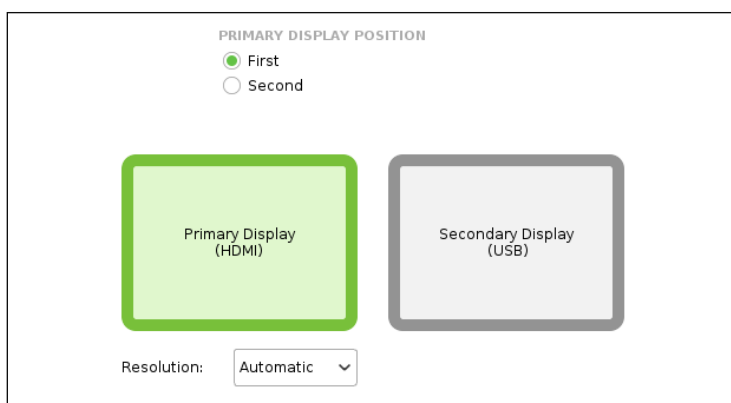 PRIMARY DISPLAY POSITION
First
Second
Primary Display
(HDMI)
Secondary Display
(USB)
Resolution:
Automatic